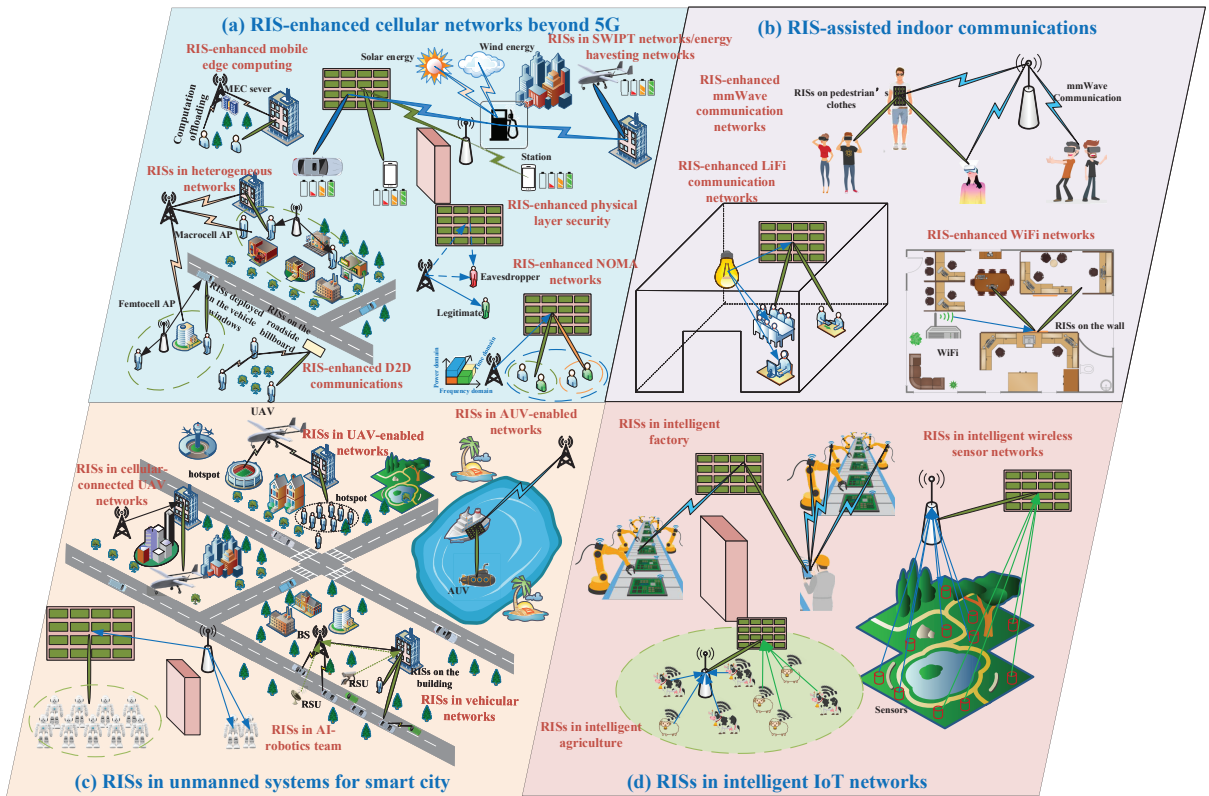 (a) RIS-enhanced cellular networks beyond 5G
RIS-enhanced mobile
edge computing
MEC sever
Computation
offloading
Solar energy
Wind energy
RISs in SWIPT networks/energy
havesting networks
Station
RISs in heterogeneous
networks
Macrocell AP
RIS-enhanced physical
layer security
Eavesdropper
Legitimate
RIS-enhanced NOMA
networks
Femtocell AP
RISs deployed
on the vehicle
windows
RISs on the
roadside
billboard
RIS-enhanced D2D
communications
Power domain
Time domain
Frequency domain
(b) RIS-assisted indoor communications
RIS-enhanced
mmWave
communication
networks
RISs on pedestrian's
clothes
mmWave
Communication
RIS-enhanced LiFi
communication
networks
RIS-enhanced WiFi networks
RISs on the wall
WiFi
UAV
RISs in UAV-enabled
networks
hotspot
hotspot
RISs in cellular-
connected UAV
networks
RISs in AUV-enabled
networks
AUV
BS
RSU
RSU
RISs on the
building
RISs in vehicular
networks
RISs in AI-
robotics team
(c) RISs in unmanned systems for smart city
RISs in intelligent
factory
RISs in intelligent wireless
sensor networks
Sensors
RISs in intelligent
agriculture
(d) RISs in intelligent IoT networks